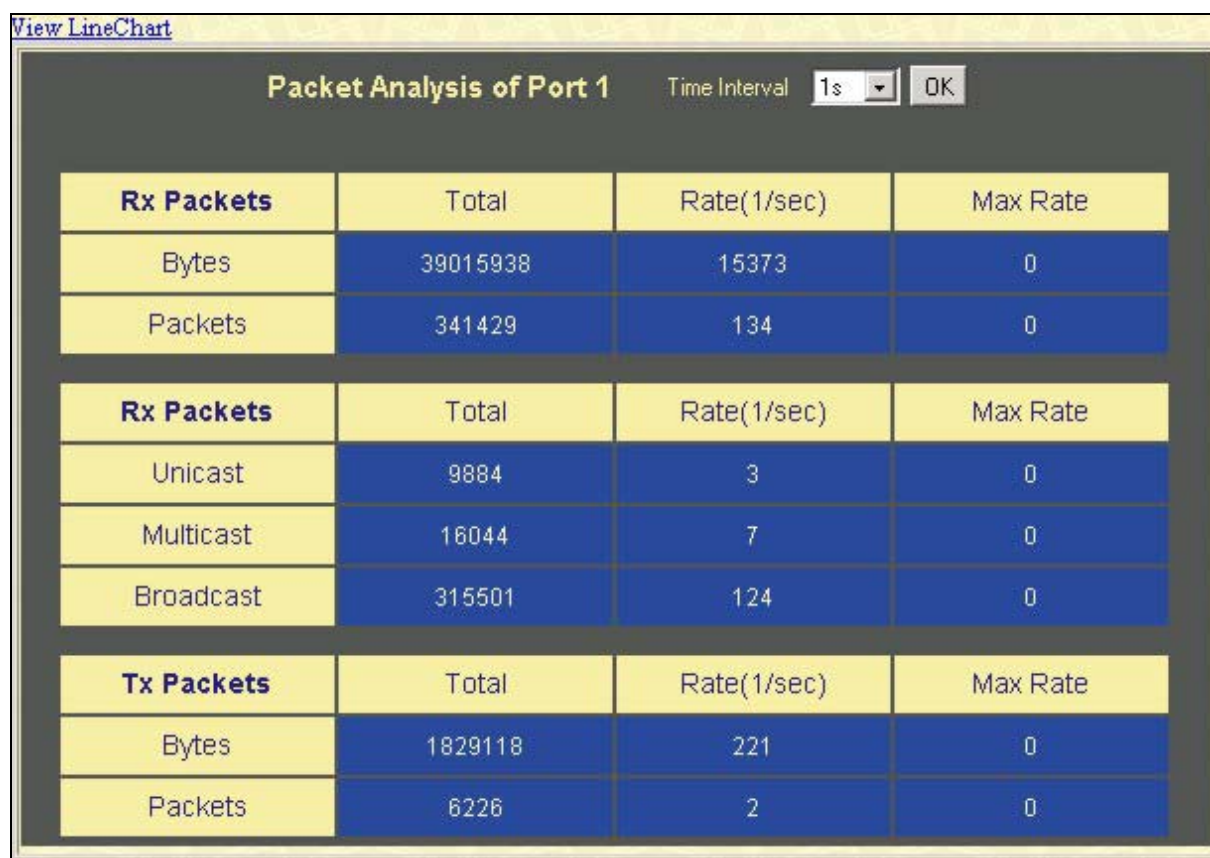 View LineChart
Packet Analysis of Port 1 Time Interval 1s OK
Rx Packets Total Rate(1/sec) Max Rate
Bytes 39015938 15373 0
Packets 341429 134 0
Rx Packets Total Rate(1/sec) Max Rate
Unicast 9884 3 0
Multicast 16044 7 0
Broadcast 315501 124 0
Tx Packets Total Rate(1/sec) Max Rate
Bytes 1829118 221 0
Packets 6226 2 0